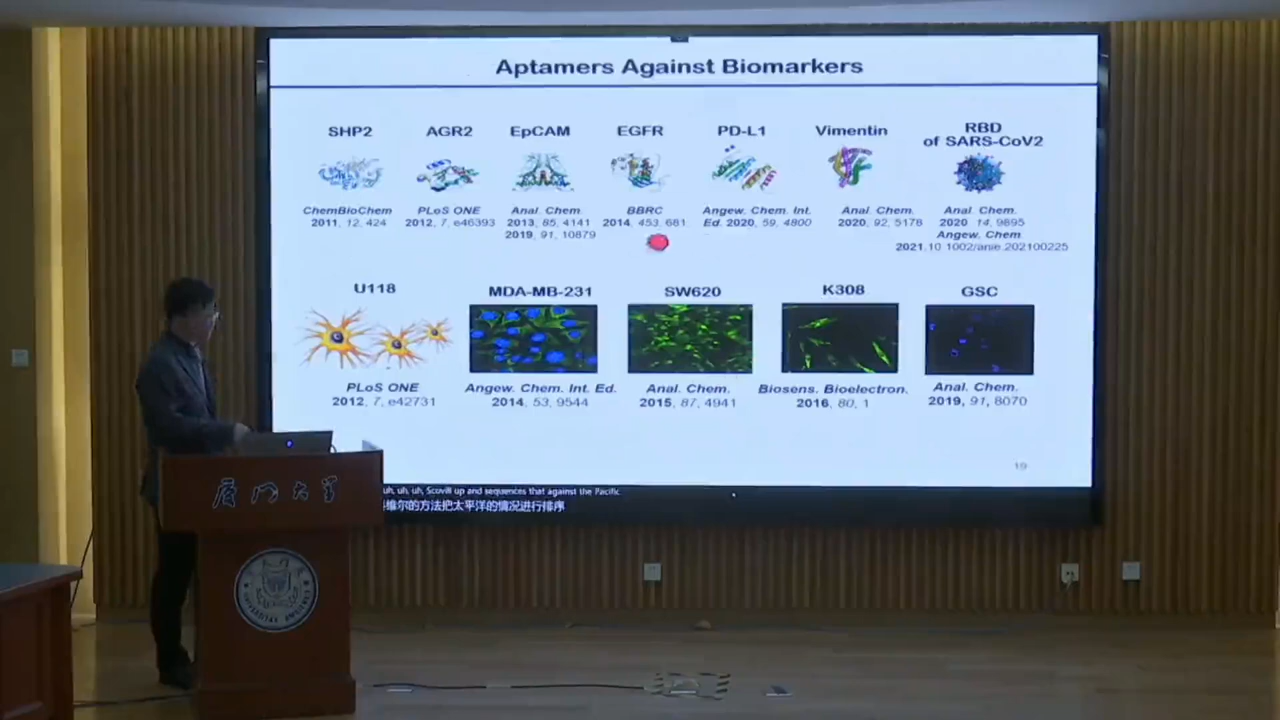 Aptamers Against Biomarkers
SHP2
ChemBioChem
2011, 12, 424
AGR2
PLoS ONE
2012, 7, e46393
EpCAM
Anal. Chem
2013, 85, 4141
2019, 91, 10879
EGFR
BBRC
2014, 453, 681
PD-L1
Angew. Chem. Int.
Ed. 2020, 59, 4800
Vimentin
Anal. Chem.
2020, 92, 5178
RBD
of SARS-CoV2
Anal. Chem.
2020 14, 9895
Angew. Chem
2021.10 1002/anie.202100225
U118
PLoS ONE
2012, 7, e42731
MDA-MB-231
Angew. Chem. Int. Ed.
2014, 53, 9544
SW620
Anal. Chem.
2015, 87, 4941
K308
Biosens. Bioelectron.
2016, 80, 1
GSC
Anal. Chem.
2019, 91, 8070
19
uh, uh, uh, Scovill up and sequences that against the Pacific
维尔的方法把太平洋的情况进行排序
厦门大学